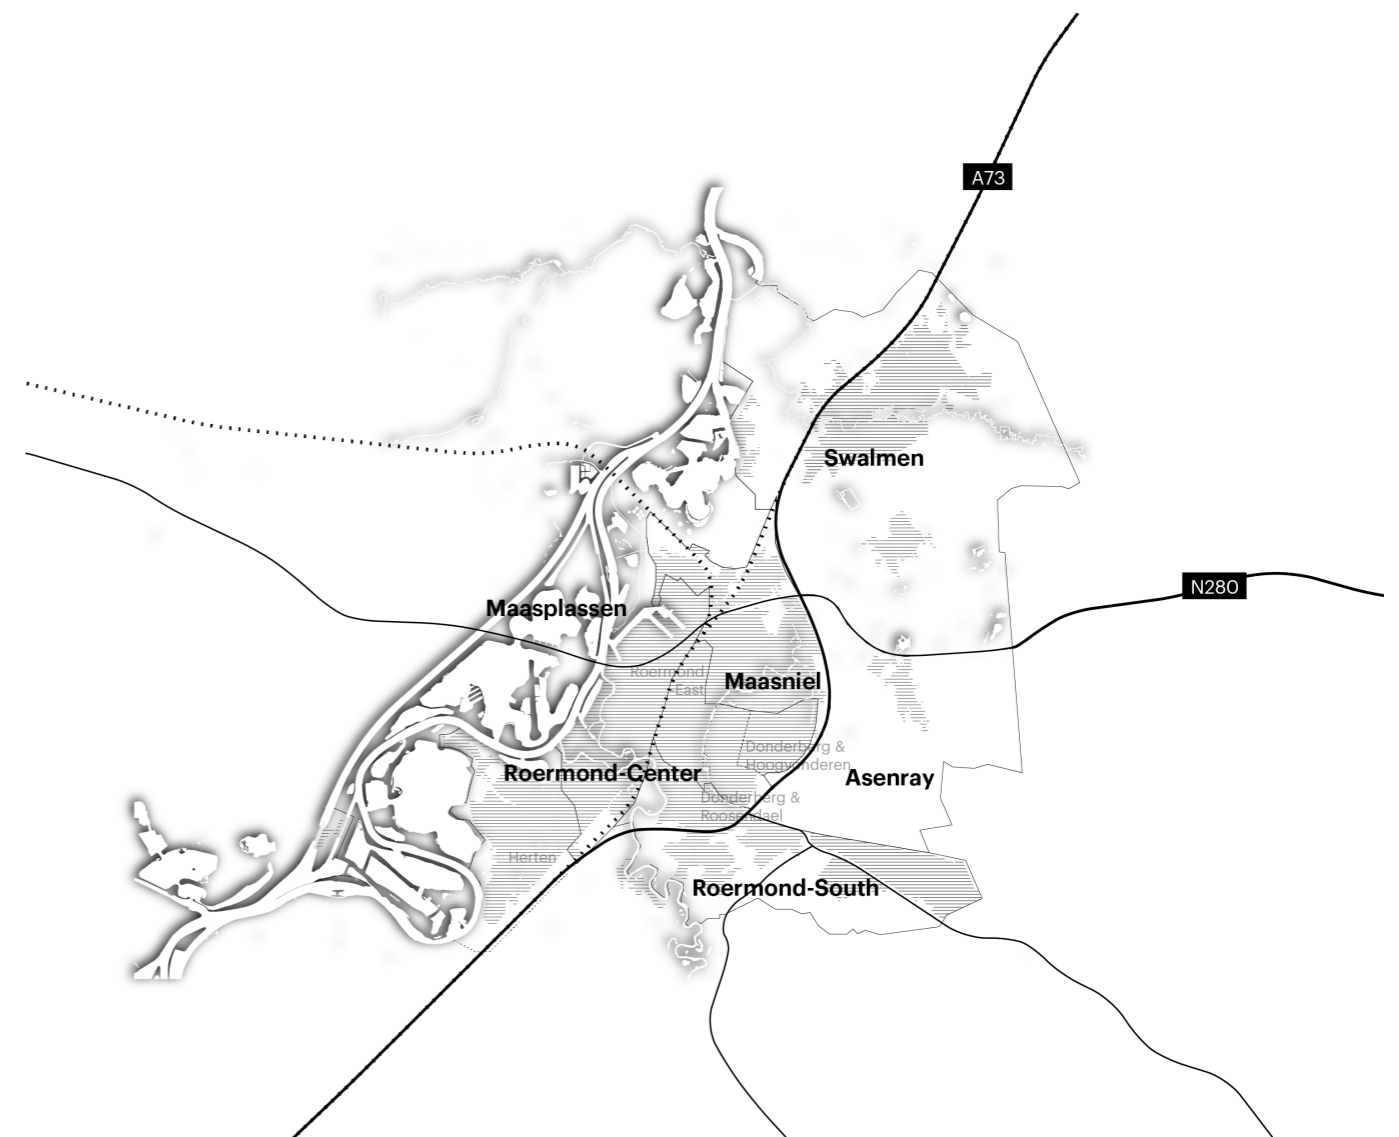 A73
Swalmen
N280
Maasplassen
Roermond
East
Maasniel
Donderberg &
Hoogvonderen
Roermond-Center
Asenray
Donderberg &
Roosendael
Herten
Roermond-South